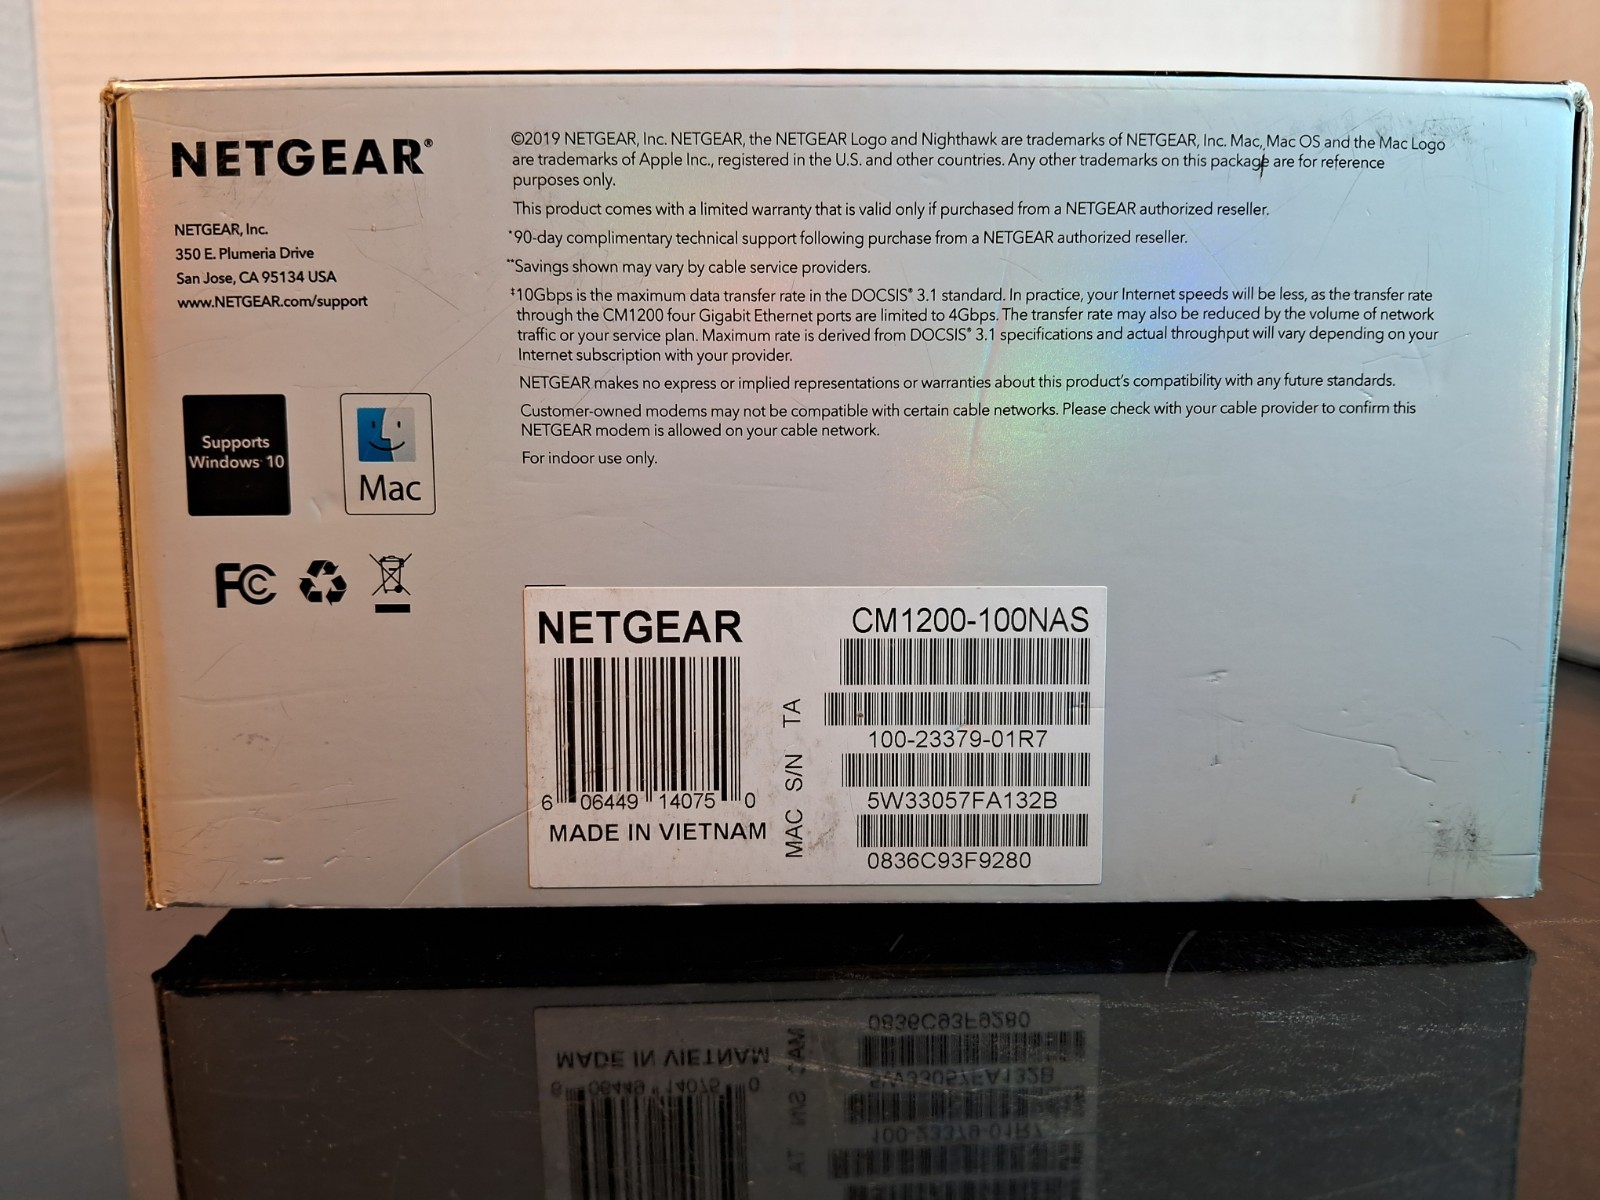 NETGEAR®
NETGEAR, Inc.
350 E. Plumeria Drive
San Jose, CA 95134 USA
www.NETGEAR.com/support
©2019 NETGEAR, Inc. NETGEAR, the NETGEAR Logo and Nighthawk are trademarks of NETGEAR, Inc. Mac, Mac OS and the Mac Logo
are trademarks of Apple Inc., registered in the U.S. and other countries. Any other trademarks on this package are for reference
purposes only.
This product comes with a limited warranty that is valid only if purchased from a NETGEAR authorized reseller.
*90-day complimentary technical support following purchase from a NETGEAR authorized reseller.
**Savings shown may vary by cable service providers.
‡10Gbps is the maximum data transfer rate in the DOCSIS® 3.1 standard. In practice, your Internet speeds will be less, as the transfer rate
through the CM1200 four Gigabit Ethernet ports are limited to 4Gbps. The transfer rate may also be reduced by the volume of network
traffic or your service plan. Maximum rate is derived from DOCSIS® 3.1 specifications and actual throughput will vary depending on your
Internet subscription with your provider.
NETGEAR makes no express or implied representations or warranties about this product's compatibility with any future standards.
Customer-owned modems may not be compatible with certain cable networks. Please check with your cable provider to confirm this
NETGEAR modem is allowed on your cable network.
For indoor use only.
Supports
Windows 10
Mac
FC
NETGEAR
6 06449 14075 0
MADE IN VIETNAM
CM1200-100NAS
TA
100-23379-01R7
S/N
5W33057FA132B
MAC
0836C93F9280